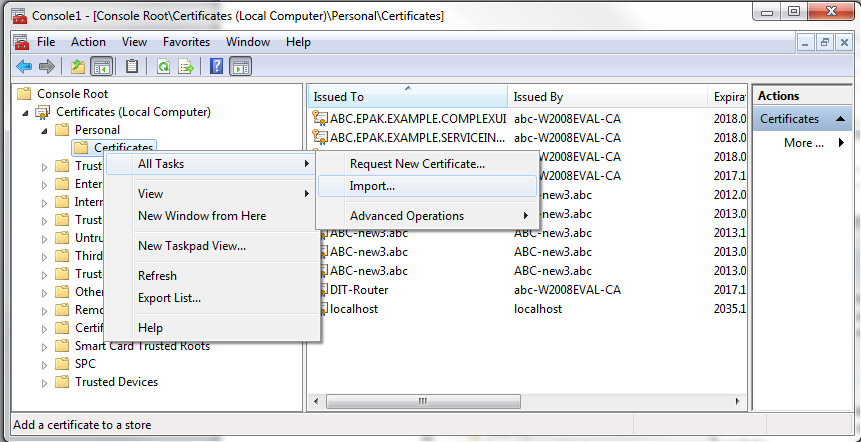 Console1 - [Console Root\Certificates (Local Computer)\Personal\Certificates]
File Action View Favorites Window Help
Console Root
Certificates (Local Computer)
Personal
Certificates
Trust
Enter
Intern
Trust
Untru
Third
Trust
Other
Remo
Certif
Smart Card Trusted Roots
SPC
Trusted Devices
All Tasks
View
New Window from Here
New Taskpad View...
Refresh
Export List...
Help
Request New Certificate...
Import...
Advanced Operations
Issued To Issued By Expirat
ABC.EPAK.EXAMPLE.COMPLEXUI abc-W2008EVAL-CA 2018.0
ABC.EPAK.EXAMPLE.SERVICEIN... abc-W2008EVAL-CA 2018.0
abc-W2008EVAL-CA 2018.0
abc-W2008EVAL-CA 2017.1
-new3.abc 2012.0
-new3.abc 2013.0
ABC-new3.abc 2013.0
ABC-new3.abc ABC-new3.abc 2013.1
ABC-new3.abc ABC-new3.abc 2013.0
DIT-Router abc-W2008EVAL-CA 2017.1
localhost localhost 2035.1
Actions
Certificates
More ...
Add a certificate to a store